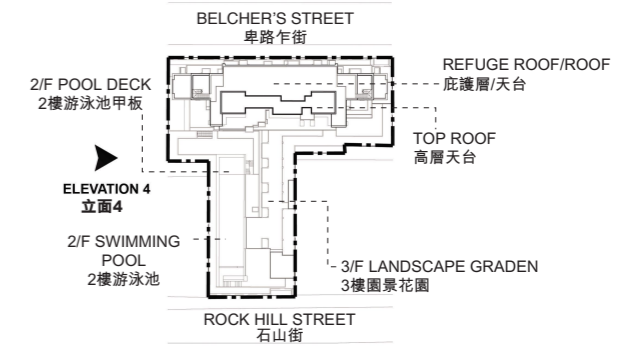 BELCHER'S STREET
卑路乍街
REFUGE ROOF/ROOF
庇護層/天台
2/F POOL DECK
2樓游泳池甲板
TOP ROOF
高層天台
ELEVATION 4
立面4
2/F SWIMMING
POOL
2樓游泳池
3/F LANDSCAPE GRADEN
3樓園景花園
ROCK HILL STREET
石山街